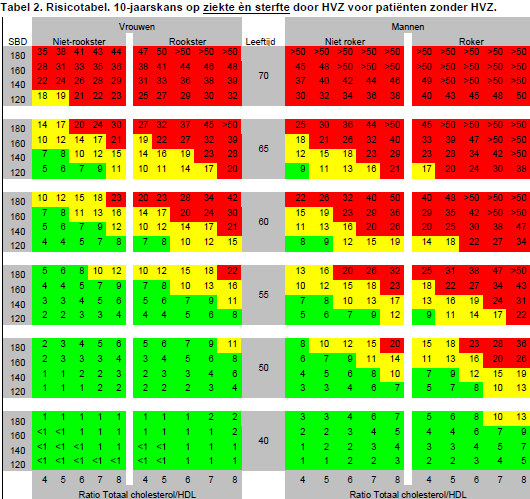 Tabel 2. Risicotabel. 10-jaarskans op ziekte èn sterfte door HVZ voor patiënten zonder HVZ.
Vrouwen Mannen
SBD Niet-rookster Rookster Leeftijd Niet roker Roker
180 35 38 41 43 44 47 50 >50 >50 >50 >50 >50 >50 >50 >50 >50 >50 >50 >50 >50
160 28 31 33 35 36 38 41 44 46 48 70 45 48 >50 >50 >50 >50 >50 >50 >50 >50
140 22 24 26 28 29 31 33 36 38 39 37 40 42 44 46 49 >50 >50 >50 >50
120 18 19 21 22 23 25 27 29 30 32 30 32 34 36 38 40 43 45 48 50
180 14 17 20 24 30 27 32 37 45 >50 25 30 36 44 >50 45 >50 >50 >50 >50
160 10 12 14 17 21 19 22 27 32 39 65 18 21 26 32 40 33 39 47 >50 >50
140 7 8 10 12 15 14 16 19 23 28 12 15 18 23 29 23 28 34 42 >50
120 5 6 7 9 11 10 11 14 17 20 9 11 13 16 21 17 20 24 30 38
180 10 12 15 18 23 20 23 28 34 42 22 26 32 40 50 40 48 >50 >50 >50
160 7 8 11 13 16 14 17 20 24 30 60 15 19 23 29 36 29 35 42 >50 >50
140 5 6 7 9 12 10 12 14 17 21 11 13 16 20 26 20 25 30 38 47
120 4 4 5 7 8 7 8 10 12 15 8 9 12 15 19 14 18 22 27 34
180 5 6 8 10 12 10 12 15 18 22 13 16 20 26 32 25 31 38 47 >50
160 4 4 5 7 9 7 8 10 13 16 55 10 12 15 18 23 18 22 27 34 43
140 3 3 4 5 6 5 6 7 9 11 7 8 10 13 17 13 16 19 24 31
120 2 2 3 3 4 4 4 5 6 8 5 6 7 9 12 9 11 14 17 22
180 2 3 4 5 6 5 6 7 9 11 8 10 12 15 20 15 18 23 28 36
160 2 2 3 3 4 3 4 5 6 8 50 6 7 9 11 14 11 13 16 20 26
140 1 1 2 2 3 2 3 4 5 6 4 5 6 8 10 7 9 12 15 19
120 1 1 1 2 2 2 2 3 3 4 3 3 4 6 7 5 7 8 10 13
180 1 1 1 1 1 1 1 1 2 2 3 3 4 6 7 5 6 8 10 13
160 <1 <1 1 1 1 1 1 1 1 2 40 2 2 3 4 5 4 4 6 7 9
140 <1 <1 <1 1 1 <1 <1 1 1 1 1 2 2 3 4 3 3 4 5 7
120 <1 <1 <1 <1 <1 <1 <1 1 1 1 1 1 2 2 3 2 2 3 4 5
4 5 6 7 8 4 5 6 7 8 4 5 6 7 8 4 5 6 7 8
Ratio Totaal cholesterol/HDL Ratio Totaal cholesterol/HDL